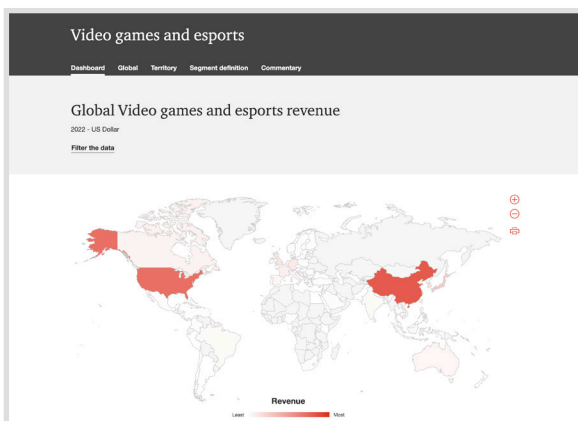 Video games and esports
Dashboard Global Territory Segment definition Commentary
Global Video games and esports revenue
2022 - US Dollar
Filter the data
Revenue
Least Most